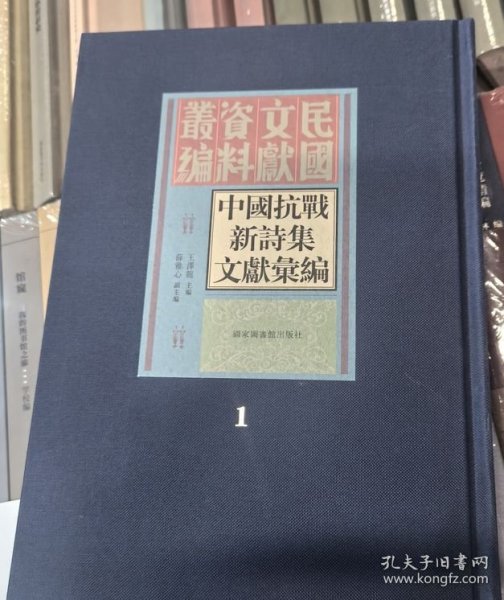 民國
文獻
資料
叢編
中國抗戰
新詩集
文獻彙編
王澤龍 主編
薛雅心 副主編
國家圖書館出版社
1
孔夫子旧书网
www.kongfz.com